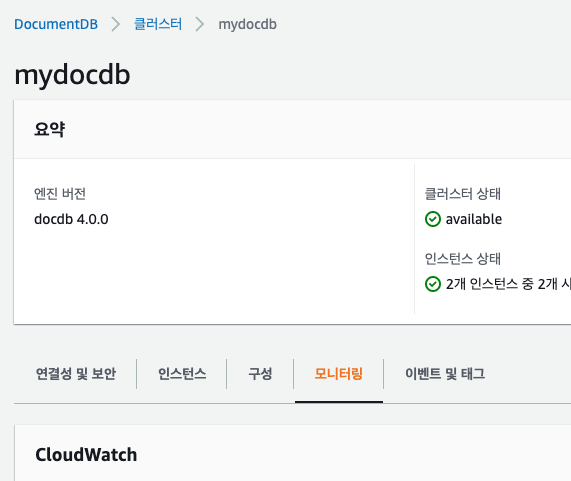 DocumentDB > 클러스터 > mydocdb
mydocdb
요약
엔진 버전
docdb 4.0.0
클러스터 상태
available
인스턴스 상태
2개 인스턴스 중 2개
연결성 및 보안 인스턴스 구성 모니터링 이벤트 및 태그
CloudWatch